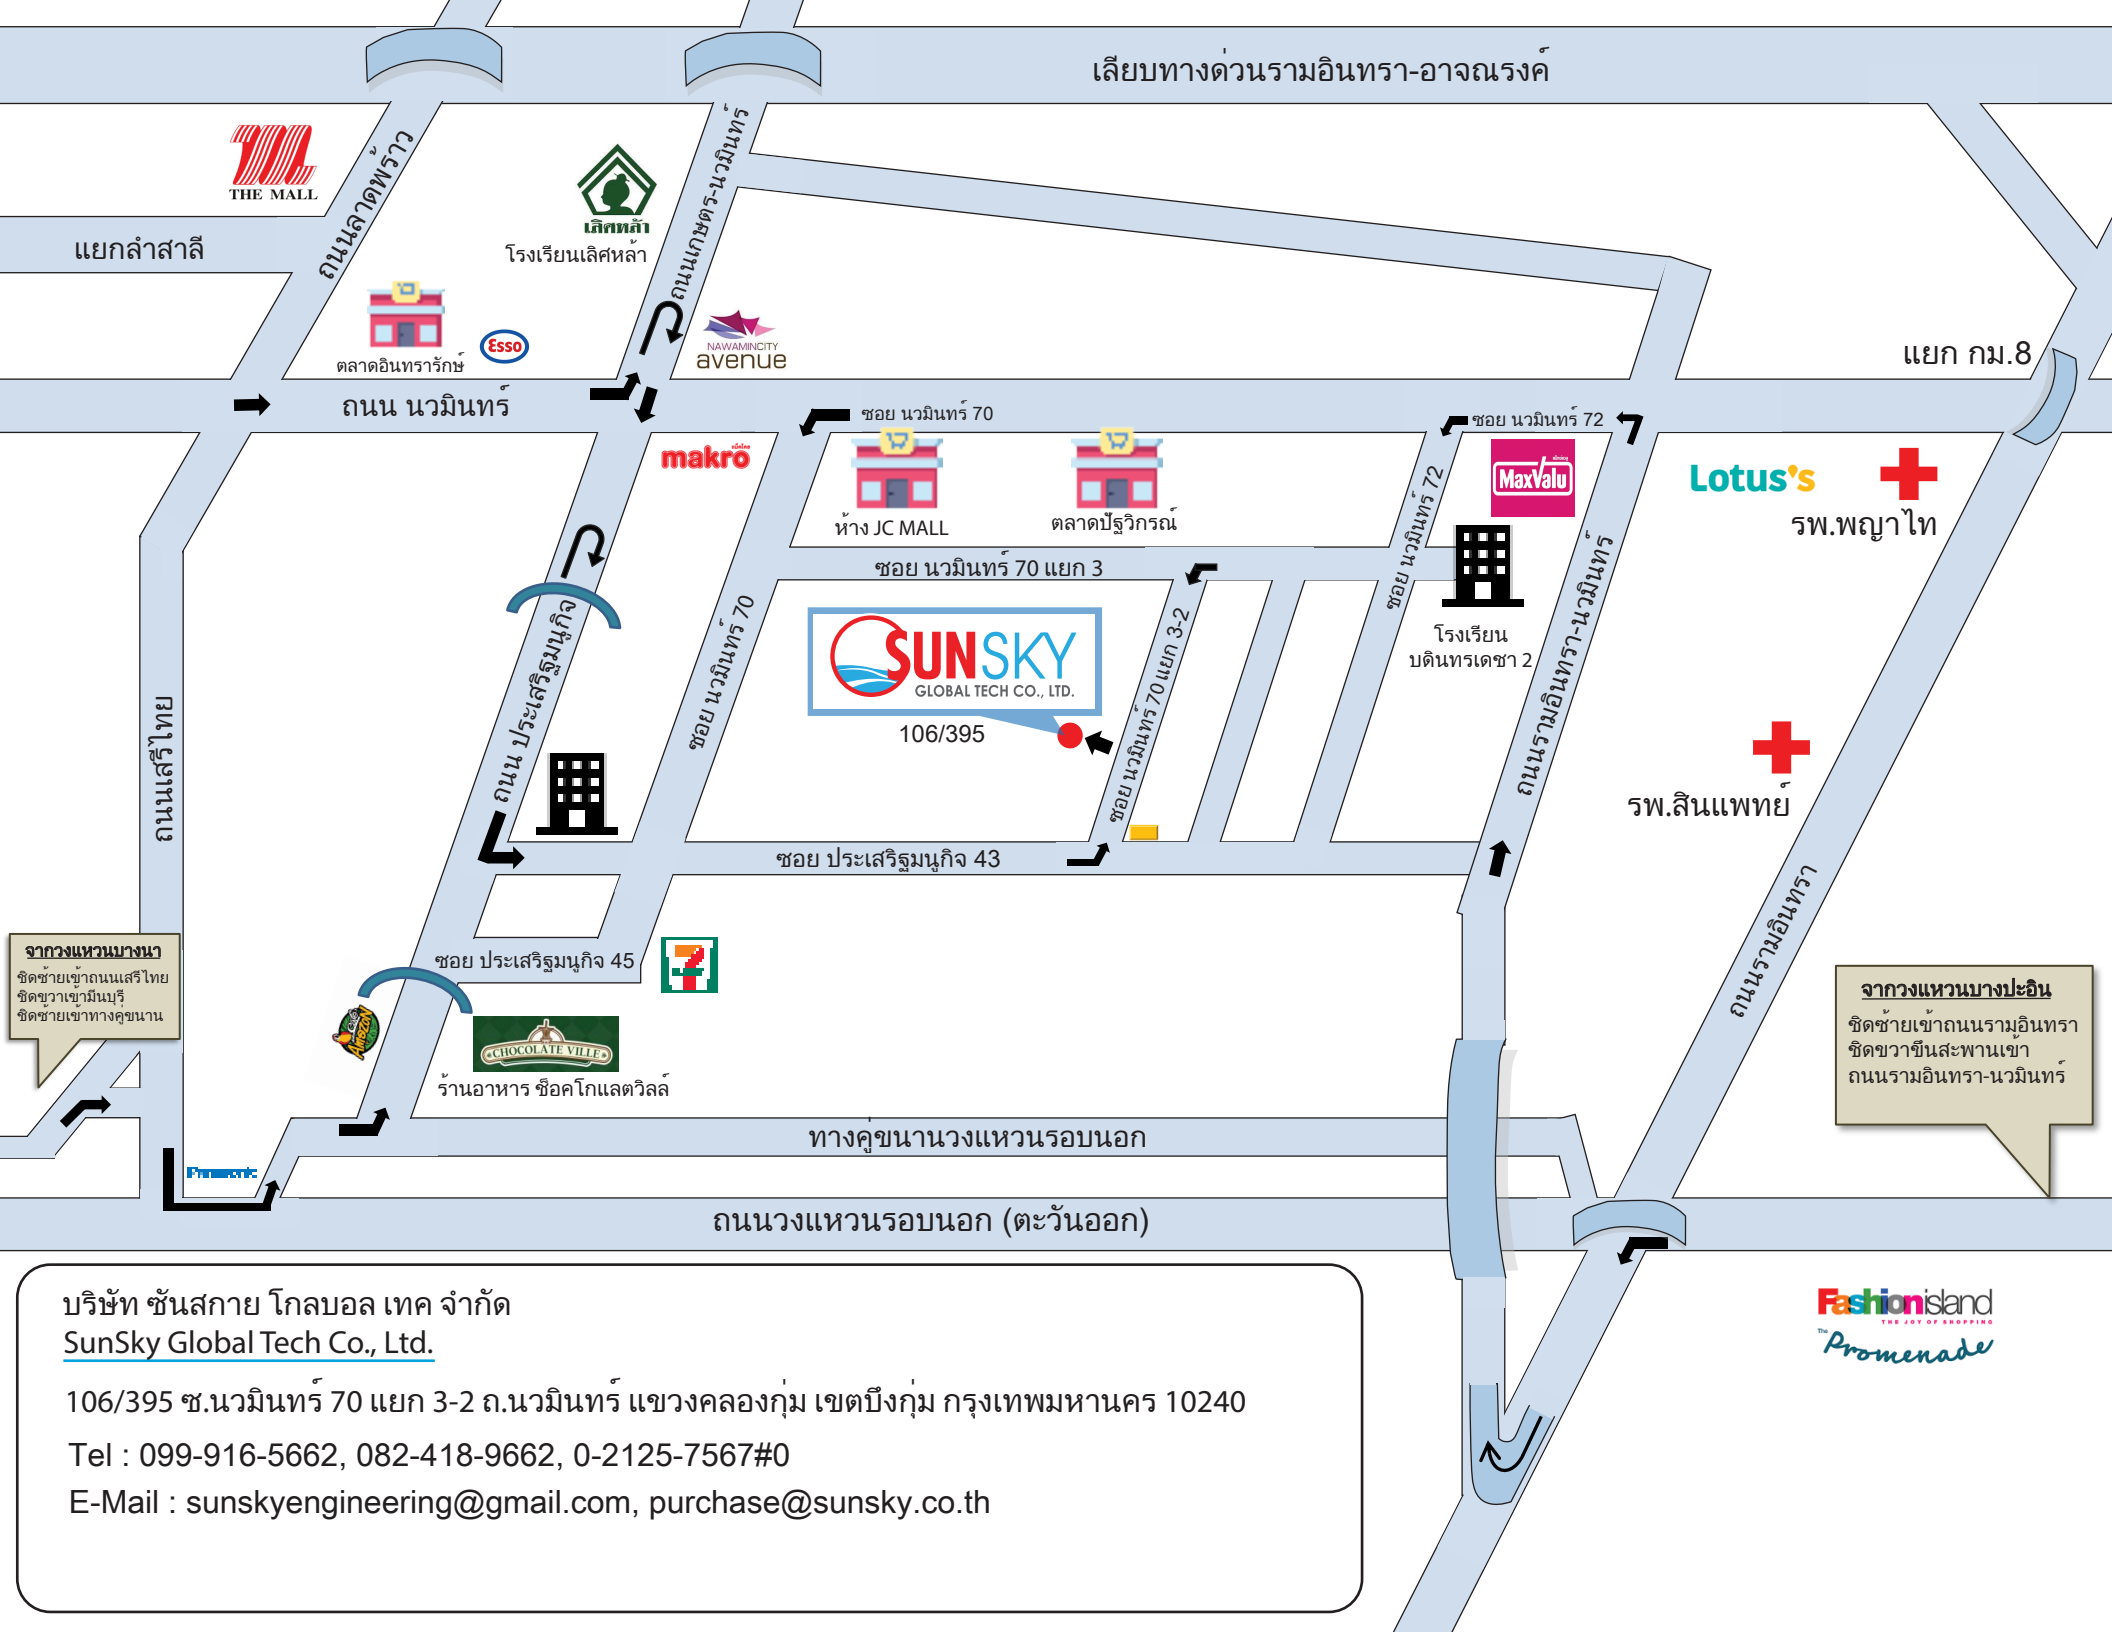 เลียบทางด่วนรามอินทรา-อาจณรงค์
THE MALL
ถนนลาดพร้าว
เลิศหล้า
โรงเรียนเลิศหล้า
ถนนเกษตร-นวมินทร์
แยกลำสาลี
ตลาดอินทรารักษ์
Esso
NAWAMINCITY
avenue
แยก กม.8
ถนน นวมินทร์
ซอย นวมินทร์ 70
ซอย นวมินทร์ 72
แม็คโคร
makro
ห้าง JC MALL
ตลาดปัฐวิกรณ์
ซอย นวมินทร์ 72
MaxValu
Lotus's
รพ.พญาไท
ซอย นวมินทร์ 70 แยก 3
ถนน ประเสริฐมนูกิจ
ซอย นวมินทร์ 70
SUNSKY
GLOBAL TECH CO., LTD.
106/395
ซอย นวมินทร์ 70 แยก 3-2
โรงเรียน
บดินทรเดชา 2
ถนนรามอินทรา-นวมินทร์
ถนนเสรีไทย
รพ.สินแพทย์
ซอย ประเสริฐมนูกิจ 43
ถนนรามอินทรา
ซอย ประเสริฐมนูกิจ 45
7
จากวงแหวนบางนา
ชิดซ้ายเข้าถนนเสรีไทย
ชิดขวาเข้ามีนบุรี
ชิดซ้ายเข้าทางคู่ขนาน
AMAZON
CHOCOLATE VILLE
ร้านอาหาร ช็อคโกแลตวิลล์
จากวงแหวนบางปะอิน
ชิดซ้ายเข้าถนนรามอินทรา
ชิดขวาขึนสะพานเข้า
ถนนรามอินทรา-นวมินทร์
ทางคู่ขนานวงแหวนรอบนอก
Panasonic
ถนนวงแหวนรอบนอก (ตะวันออก)
Fashionisland
THE JOY OF SHOPPING
The Promenade
บริษัท ซันสกาย โกลบอล เทค จำกัด
SunSky Global Tech Co., Ltd.
106/395 ซ.นวมินทร์ 70 แยก 3-2 ถ.นวมินทร์ แขวงคลองกุ่ม เขตบึงกุ่ม กรุงเทพมหานคร 10240
Tel : 099-916-5662, 082-418-9662, 0-2125-7567#0
E-Mail : sunskyengineering@gmail.com, purchase@sunsky.co.th